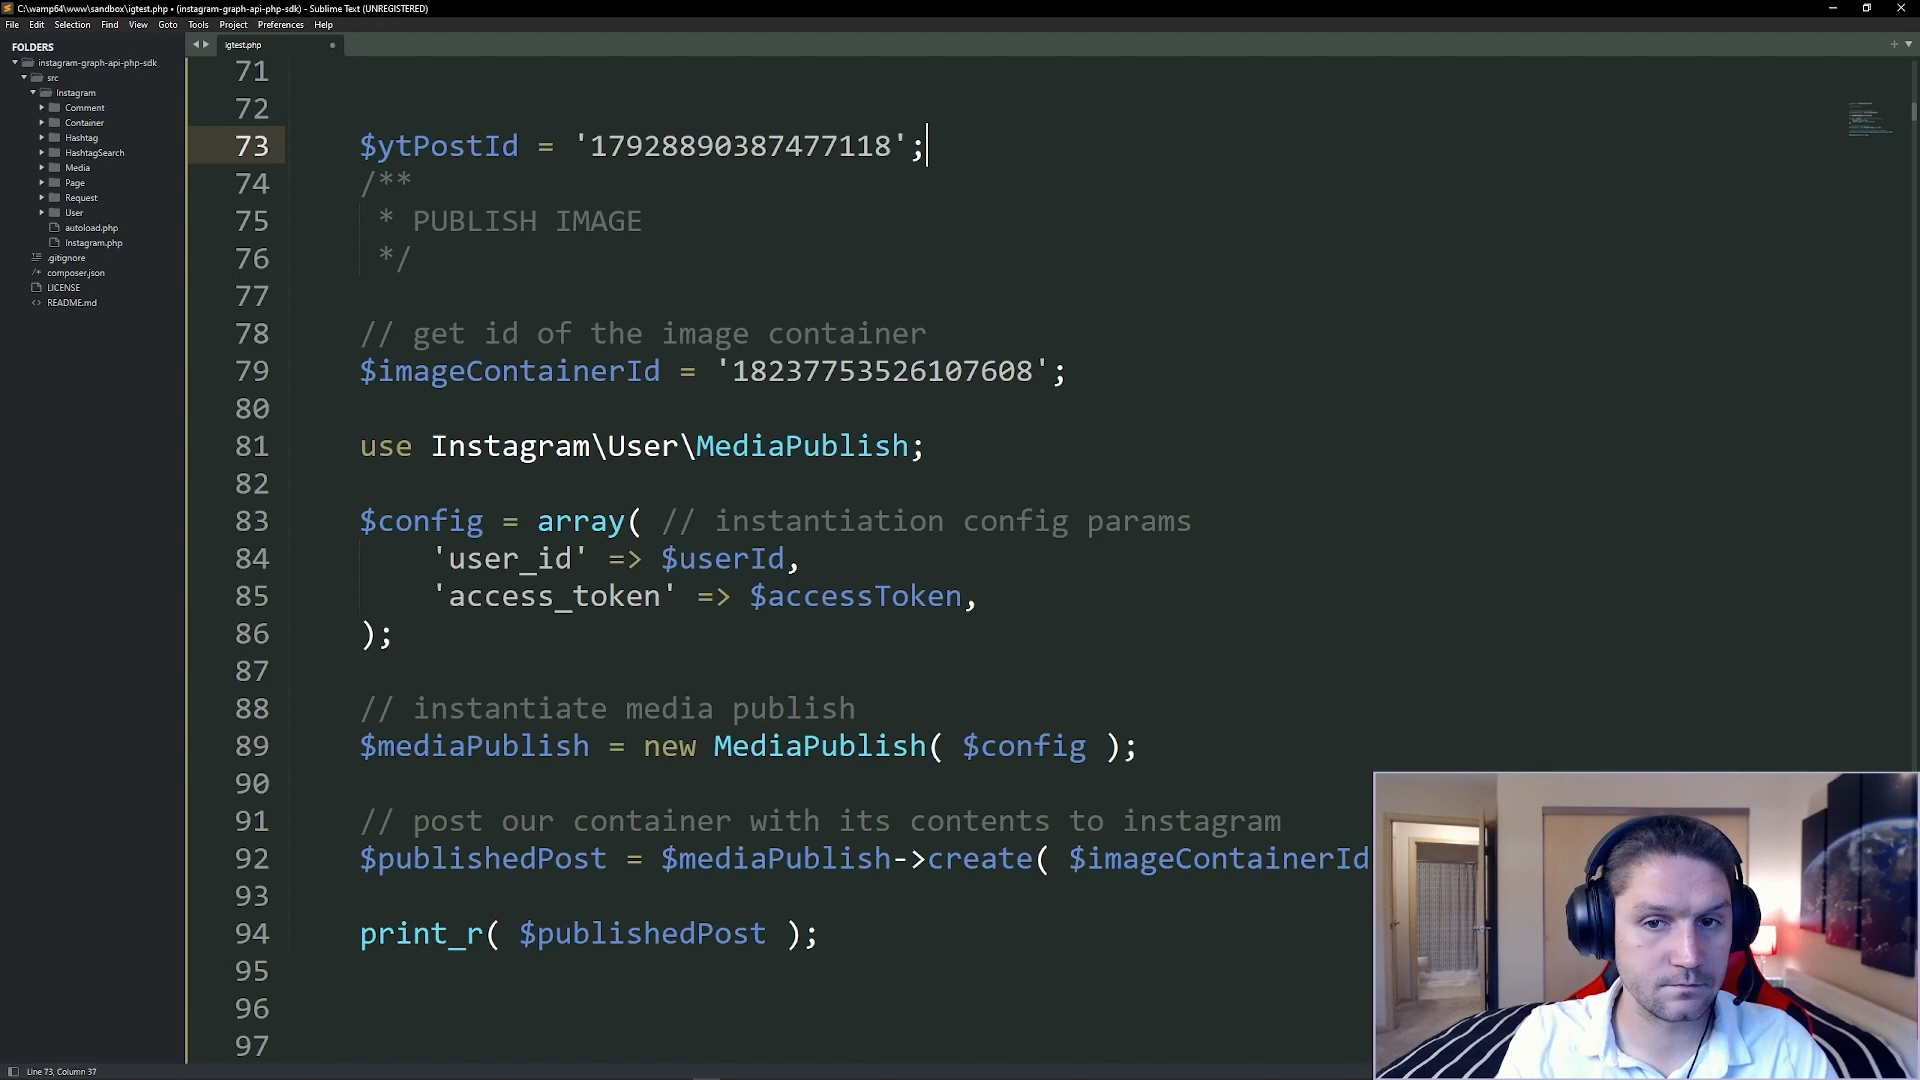 C:\wamp64\www\sandbox\igtest.php • (instagram-graph-api-php-sdk) - Sublime Text (UNREGISTERED)
File Edit Selection Find View Goto Tools Project Preferences Help
FOLDERS
instagram-graph-api-php-sdk
src
Instagram
Comment
Container
Hashtag
HashtagSearch
Media
Page
Request
User
autoload.php
Instagram.php
.gitignore
composer.json
LICENSE
README.md
igtest.php
71
72
73 $ytPostId = '17928890387477118';
74 /**
75 * PUBLISH IMAGE
76 */
77
78 // get id of the image container
79 $imageContainerId = '18237753526107608';
80
81 use Instagram\User\MediaPublish;
82
83 $config = array( // instantiation config params
84 'user_id' => $userId,
85 'access_token' => $accessToken,
86 );
87
88 // instantiate media publish
89 $mediaPublish = new MediaPublish( $config );
90
91 // post our container with its contents to instagram
92 $publishedPost = $mediaPublish->create( $imageContainerId
93
94 print_r( $publishedPost );
95
96
97
Line 73, Column 37